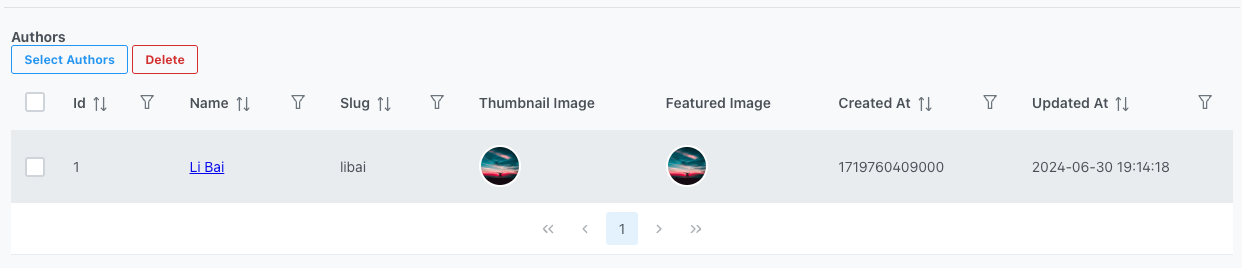 Authors
Select Authors Delete
Id Name Slug Thumbnail Image Featured Image Created At Updated At
1 Li Bai libai 1719760409000 2024-06-30 19:14:18
1